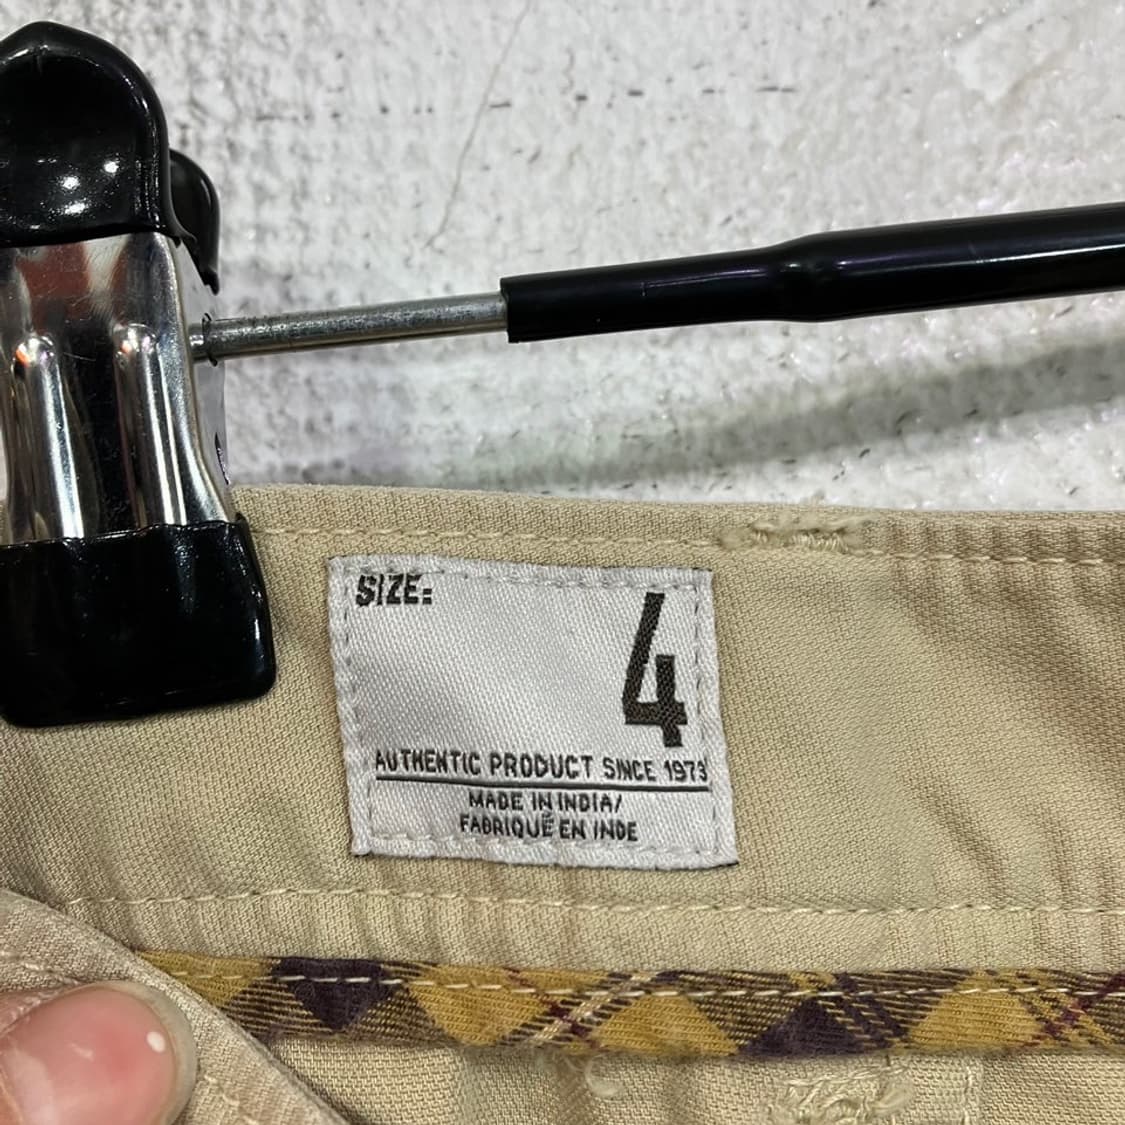 SIZE:
4
AUTHENTIC PRODUCT SINCE 1973
MADE IN INDIA/
FABRIQUÉ EN INDE